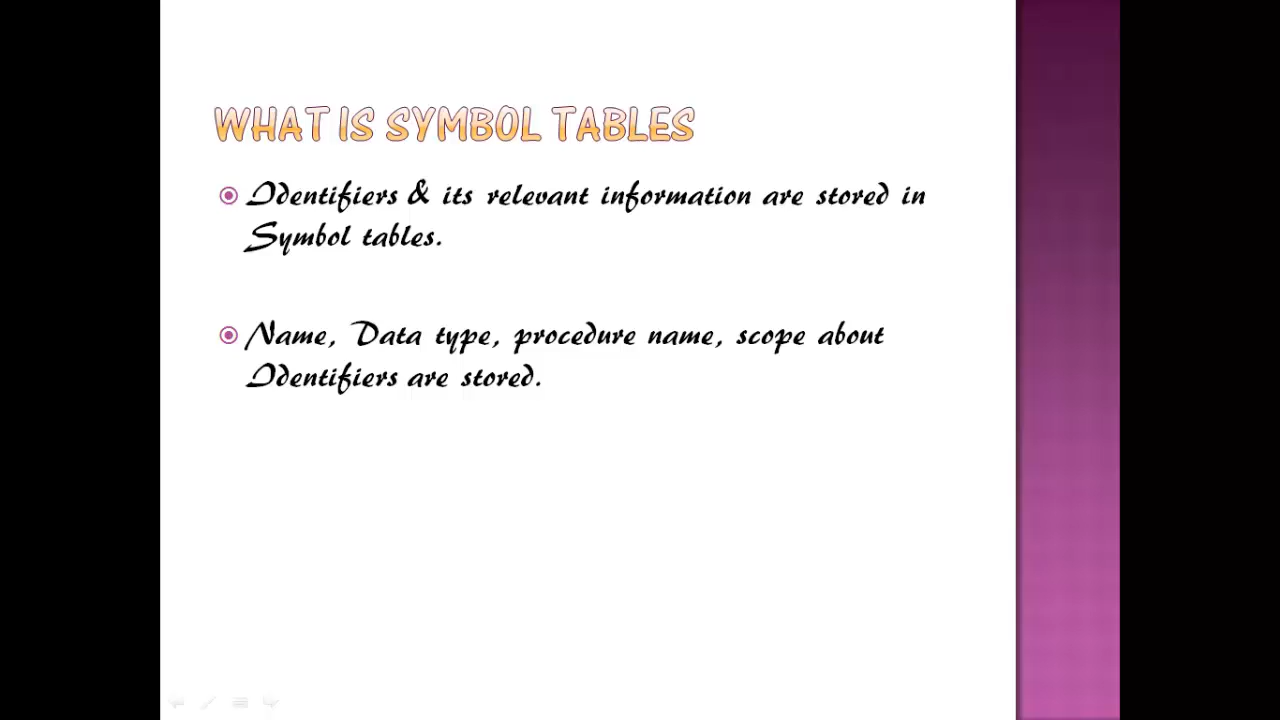 WHAT IS SYMBOL TABLES
Identifiers & its relevant information are stored in
Symbol tables.
Name, Data type, procedure name, scope about
Identifiers are stored.